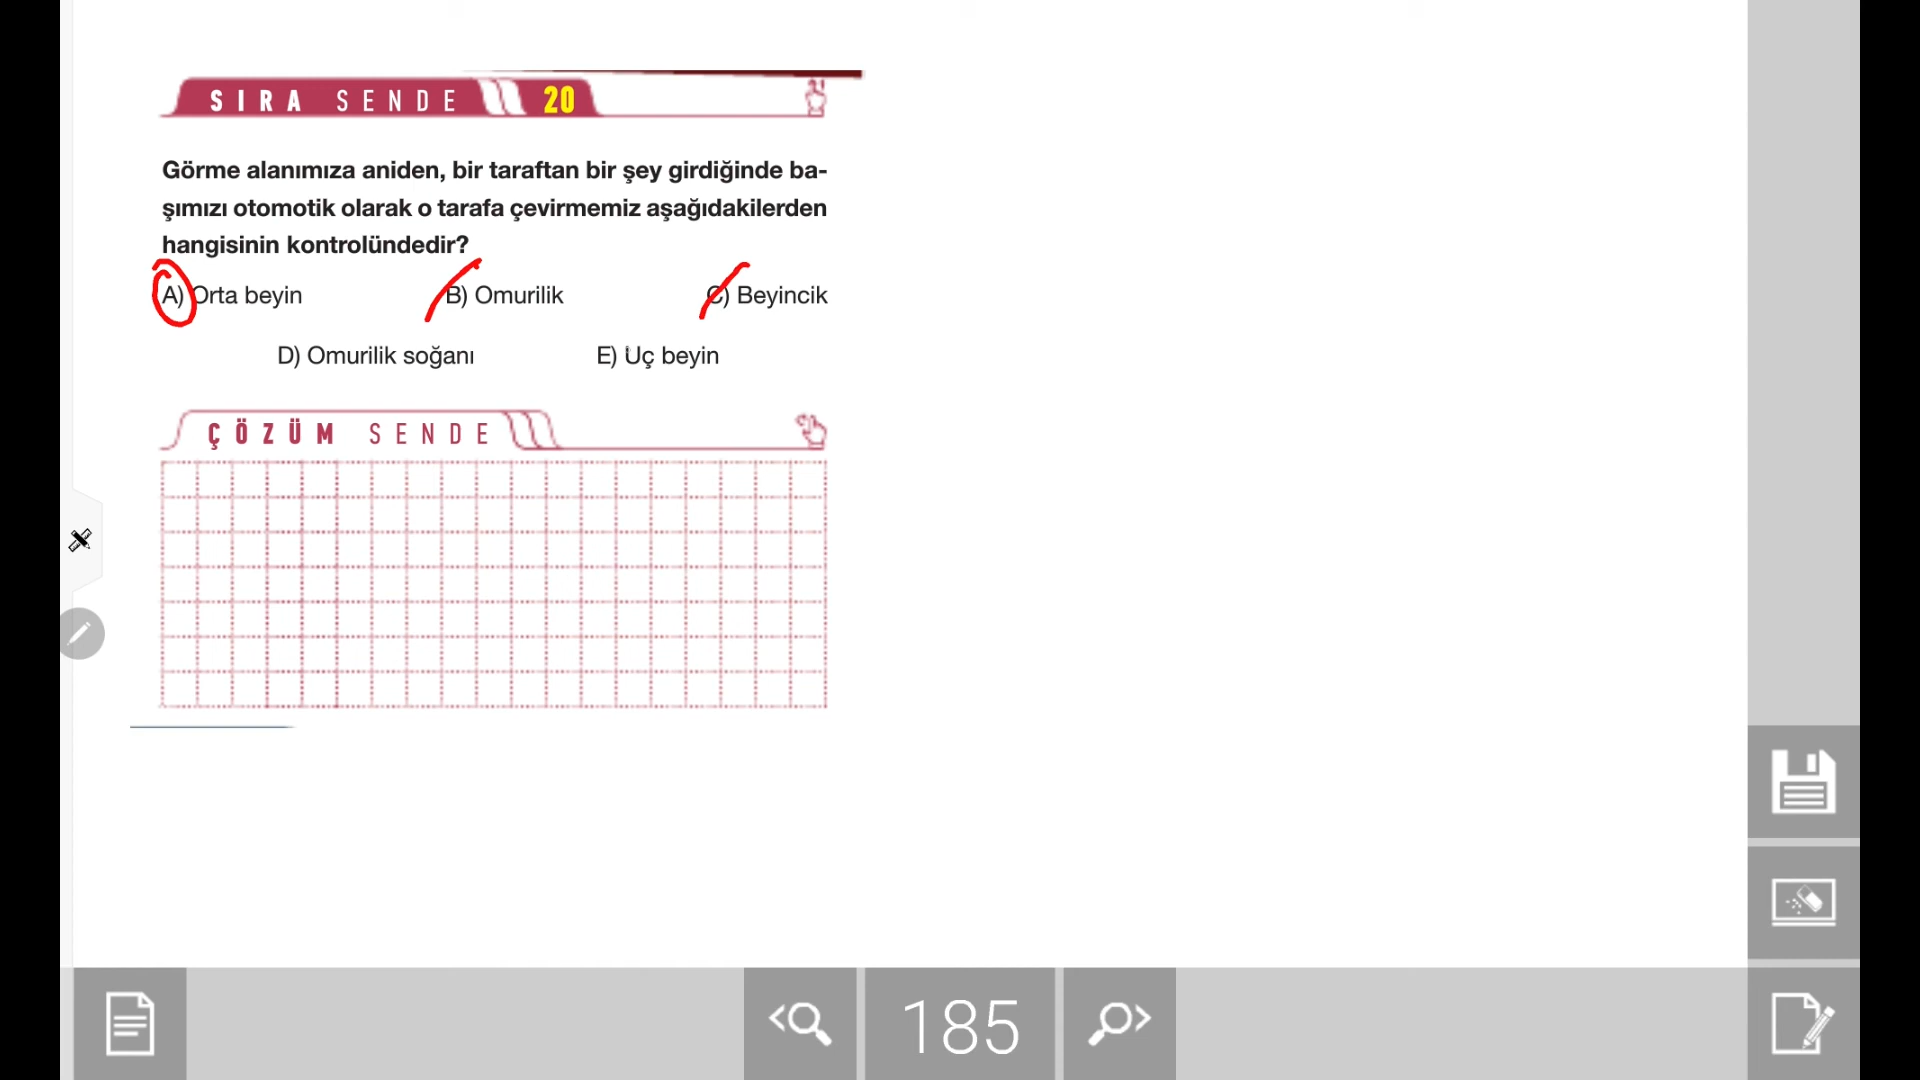 SIRA SENDE 20
Görme alanımıza aniden, bir taraftan bir şey girdiğinde ba-
şımızı otomotik olarak o tarafa çevirmemiz aşağıdakilerden
hangisinin kontrolündedir?
A) Orta beyin B) Omurilik C) Beyincik
D) Omurilik soğanı E) Uç beyin
ÇÖZÜM SENDE
185